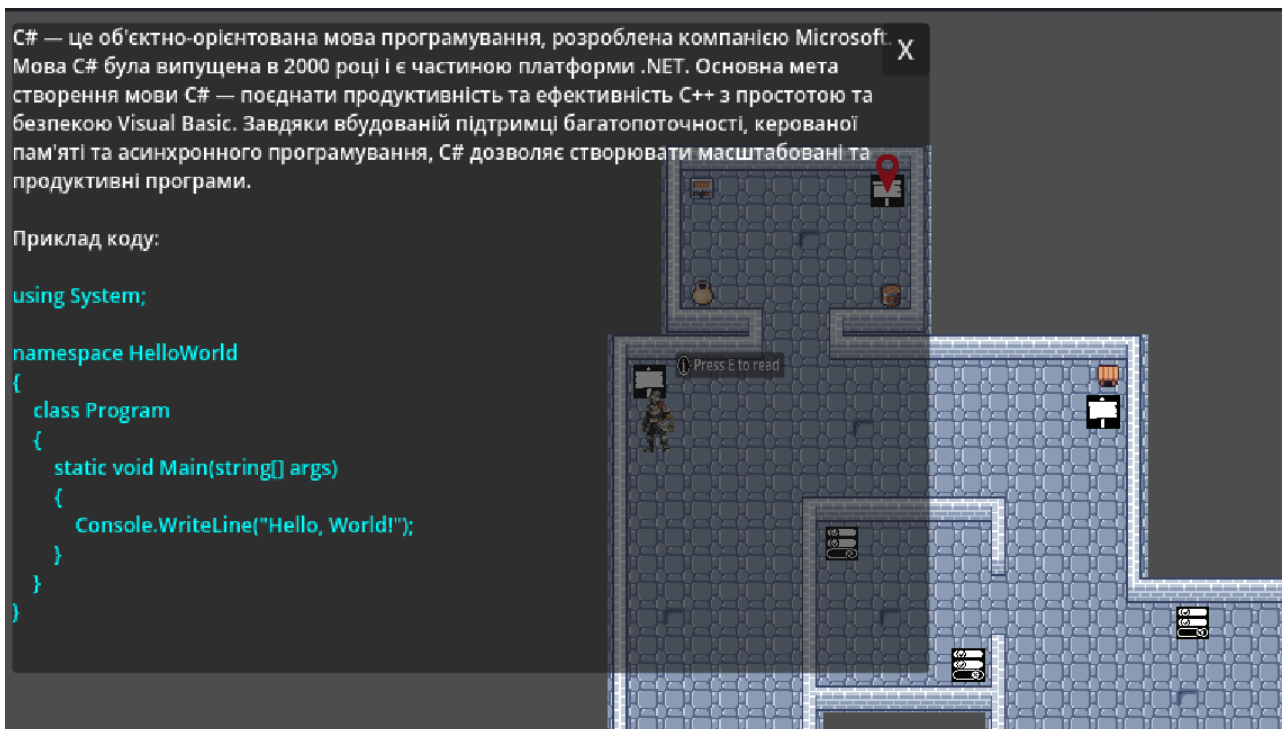 C# — це об'єктно-орієнтована мова програмування, розроблена компанією Microsoft.
Мова C# була випущена в 2000 році і є частиною платформи .NET. Основна мета
створення мови C# — поєднати продуктивність та ефективність C++ з простотою та
безпекою Visual Basic. Завдяки вбудованій підтримці багатопоточності, керованої
пам'яті та асинхронного програмування, C# дозволяє створювати масштабовані та
продуктивні програми.
X
Приклад коду:
using System;
namespace HelloWorld
{
class Program
{
static void Main(string[] args)
{
Console.WriteLine("Hello, World!");
}
}
}
Press E to read